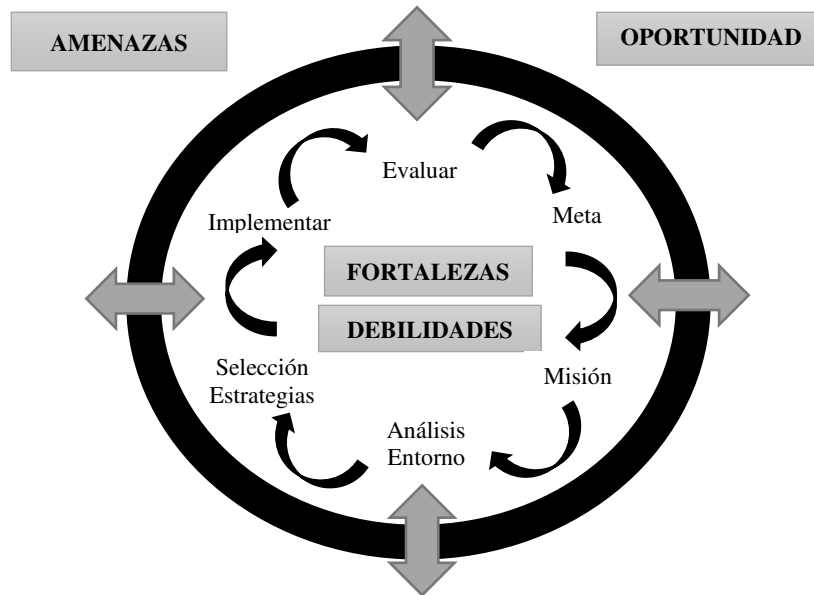 AMENAZAS
OPORTUNIDAD
Evaluar
Implementar
Meta
FORTALEZAS
DEBILIDADES
Selección
Estrategias
Misión
Análisis
Entorno